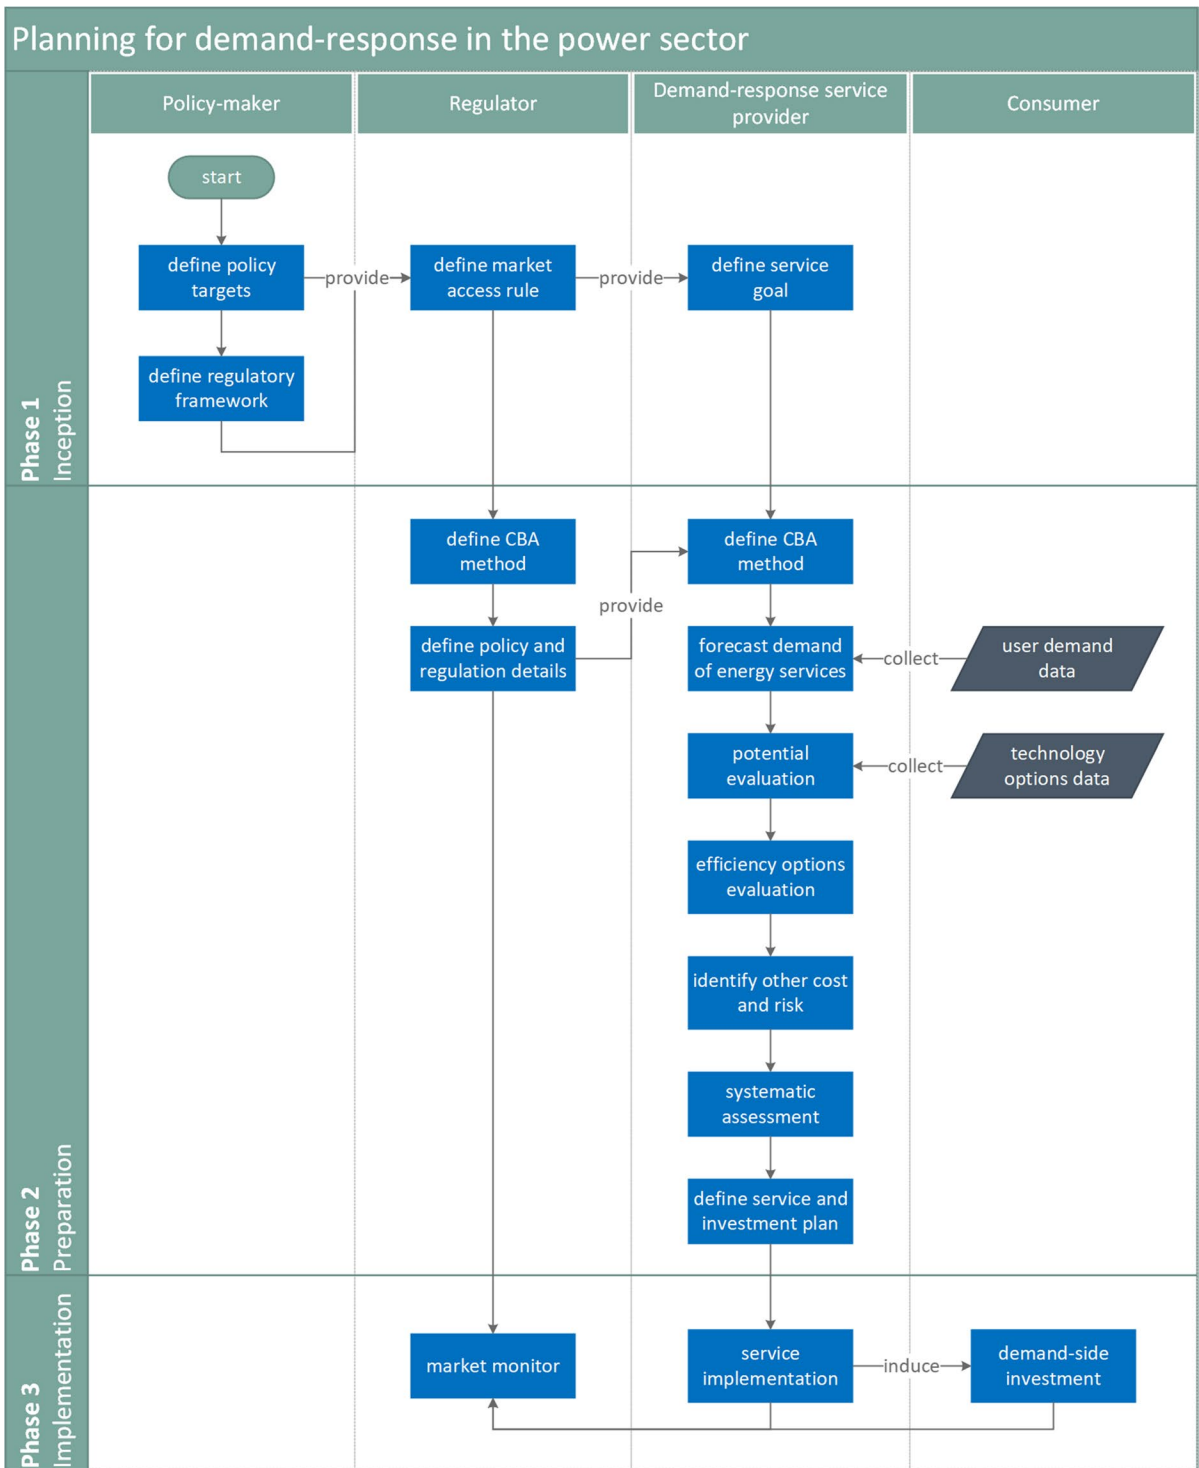 Planning for demand-response in the power sector
Policy-maker
Regulator
Demand-response service
provider
Consumer
Phase 1
Inception
start
define policy
targets
provide
define market
access rule
provide
define service
goal
define regulatory
framework
Phase 2
Preparation
define CBA
method
define CBA
method
provide
define policy and
regulation details
forecast demand
of energy services
collect
user demand
data
potential
evaluation
collect
technology
options data
efficiency options
evaluation
identify other cost
and risk
systematic
assessment
define service and
investment plan
Phase 3
Implementation
market monitor
service
implementation
induce
demand-side
investment